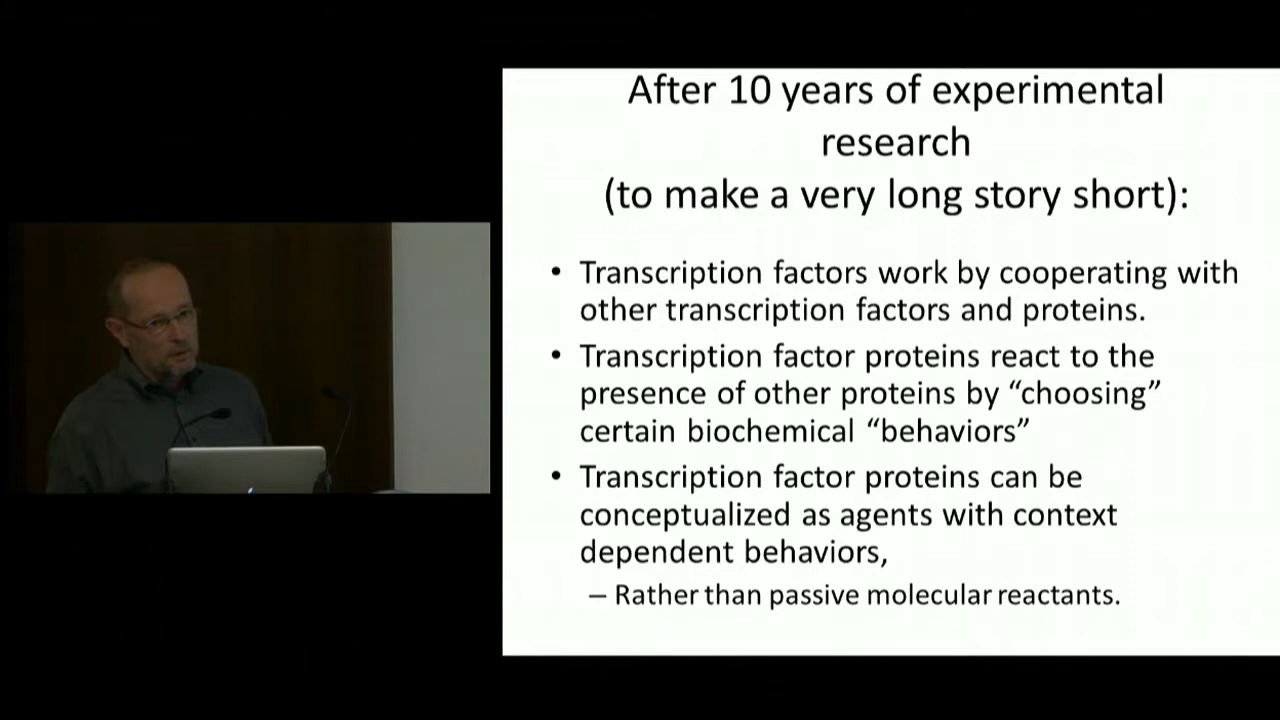 After 10 years of experimental
research
(to make a very long story short):
• Transcription factors work by cooperating with
other transcription factors and proteins.
• Transcription factor proteins react to the
presence of other proteins by “choosing”
certain biochemical “behaviors”
• Transcription factor proteins can be
conceptualized as agents with context
dependent behaviors,
– Rather than passive molecular reactants.